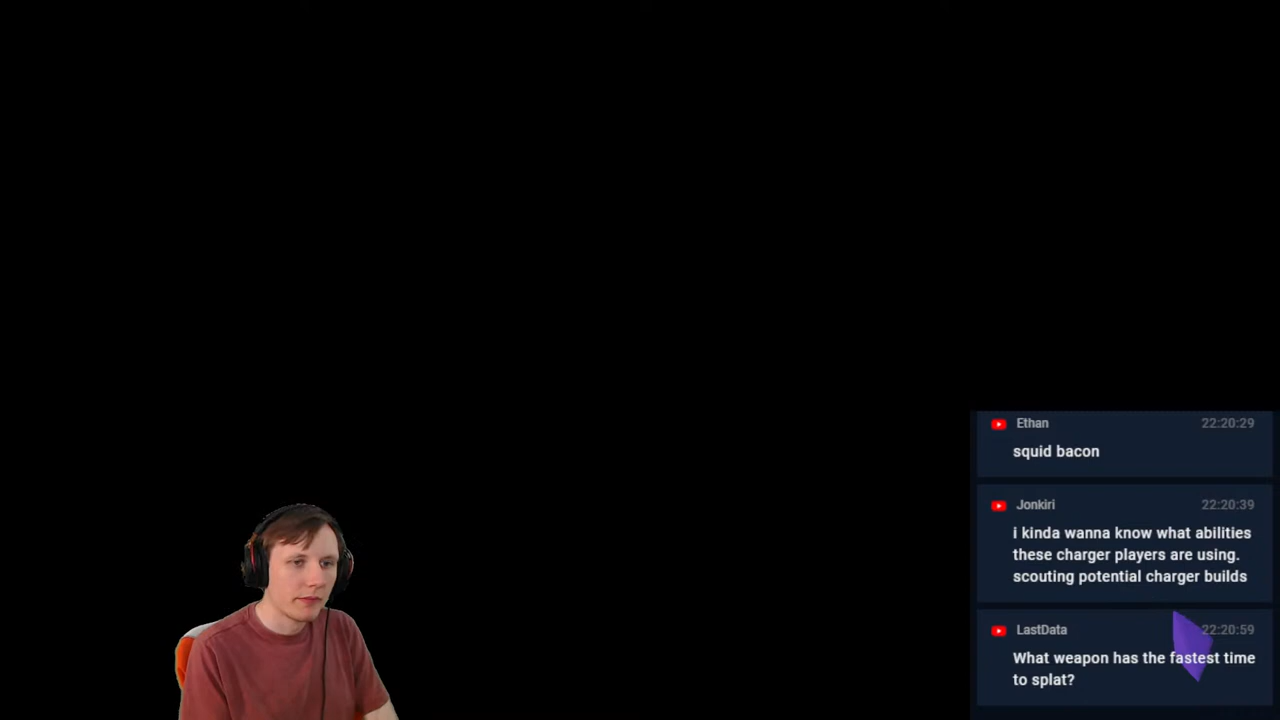 Ethan 22:20:29
squid bacon
Jonkiri 22:20:39
i kinda wanna know what abilities
these charger players are using.
scouting potential charger builds
LastData 22:20:59
What weapon has the fastest time
to splat?